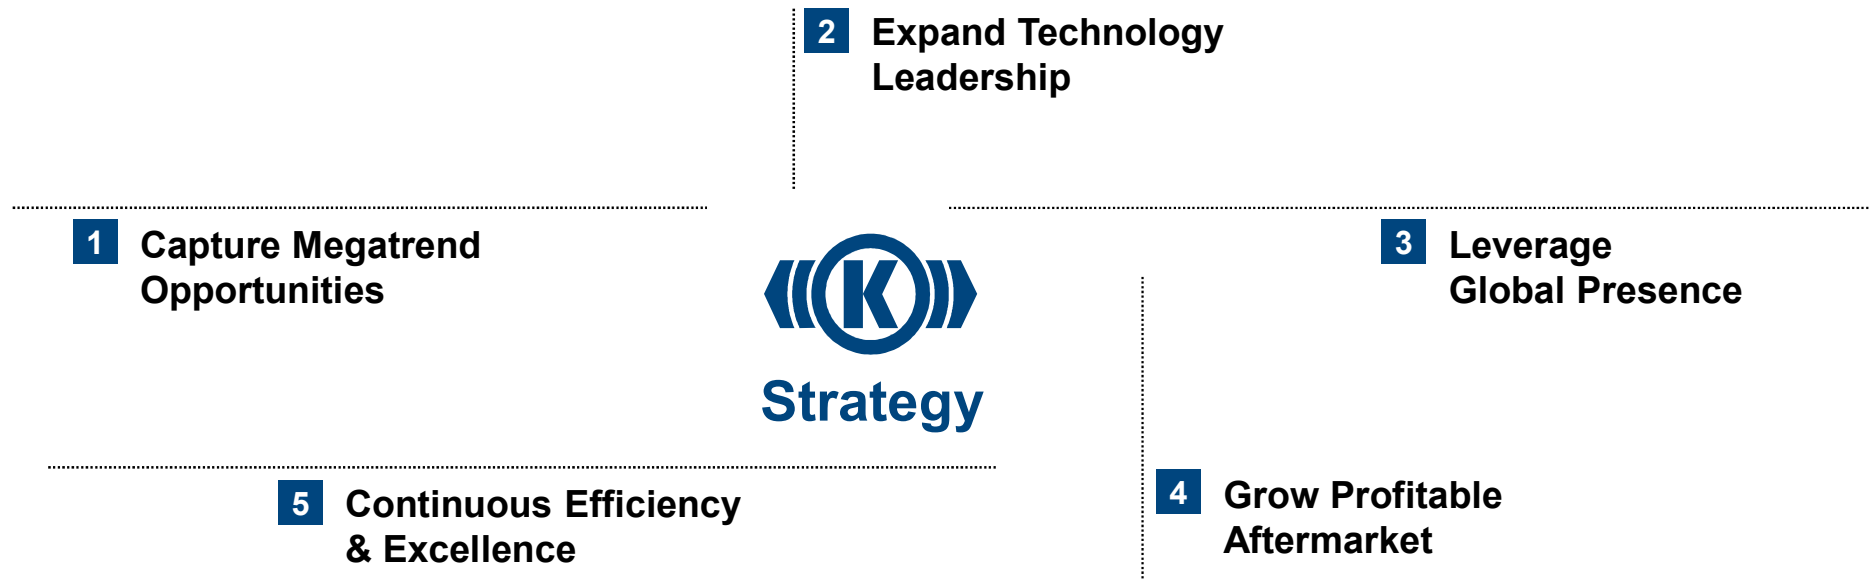 2
Expand Technology
Leadership
1
Capture Megatrend
Opportunities
K
Strategy
3
Leverage
Global Presence
5
Continuous Efficiency
& Excellence
4
Grow Profitable
Aftermarket